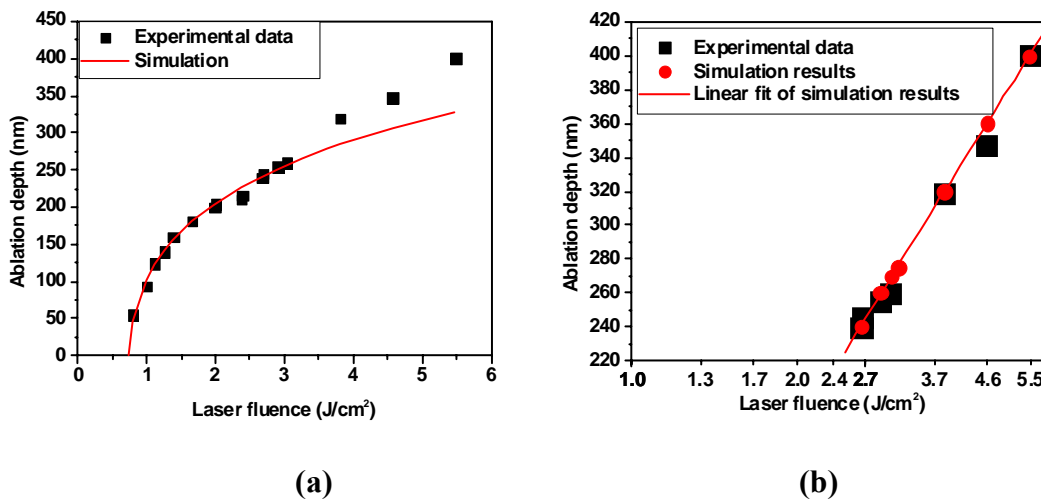 450
400
350
300
250
200
150
100
50
0
Ablation depth (nm)
Experimental data
Simulation
0 1 2 3 4 5 6
Laser fluence (J/cm²)
(a)
420
400
380
360
340
320
300
280
260
240
220
Ablation depth (nm)
Experimental data
Simulation results
Linear fit of simulation results
1.0 1.3 1.7 2.0 2.4 2.7 3.7 4.6 5.5
Laser fluence (J/cm²)
(b)